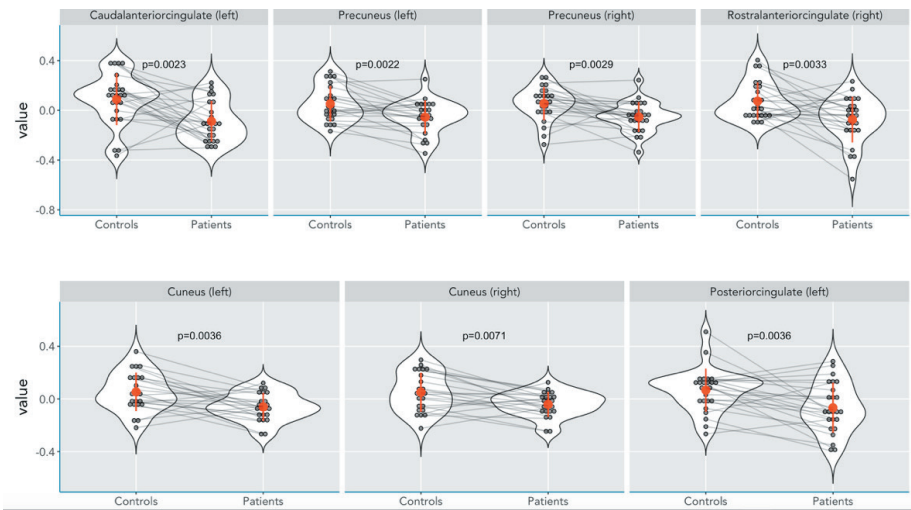 Caudalanteriorcingulate (left) Precuneus (left) Precuneus (right) Rostralanteriorcingulate (right)
0.4 p=0.0023 p=0.0022 p=0.0029 p=0.0033
0.0
-0.4
-0.8
value
Controls Patients Controls Patients Controls Patients Controls Patients
Cuneus (left) Cuneus (right) Posteriorcingulate (left)
p=0.0036 p=0.0071 p=0.0036
0.4
0.0
-0.4
value
Controls Patients Controls Patients Controls Patients